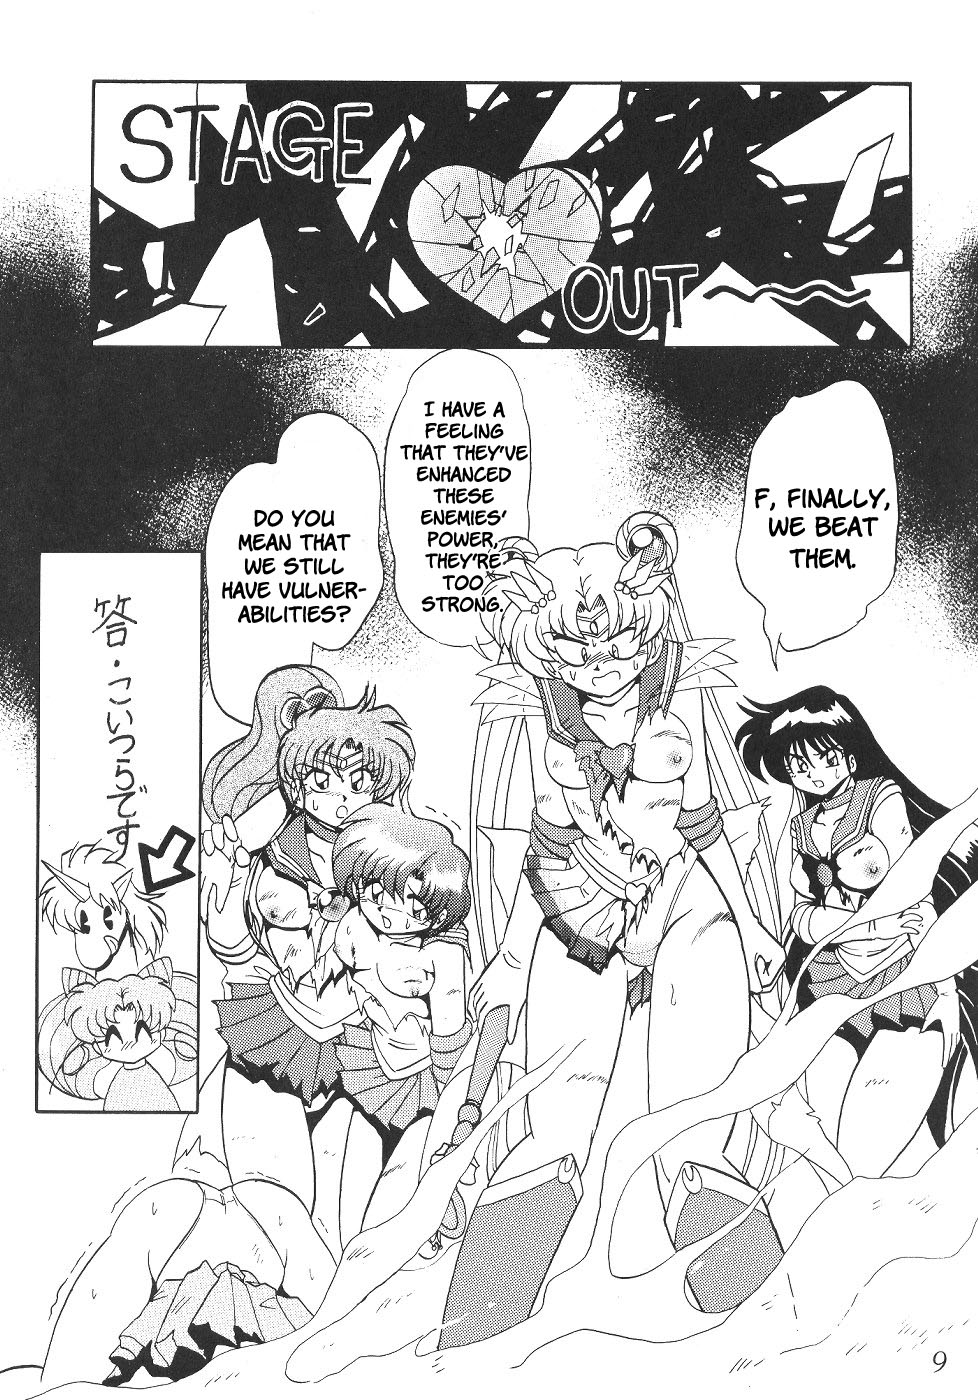 STAGE
OUT
F, FINALLY,
WE BEAT
THEM.
I HAVE A
FEELING
THAT THEY'VE
ENHANCED
THESE
ENEMIES'
POWER,
THEY'RE
TOO
STRONG.
DO YOU
MEAN THAT
WE STILL
HAVE VULNER-
ABILITIES?
答・こいつらです
9